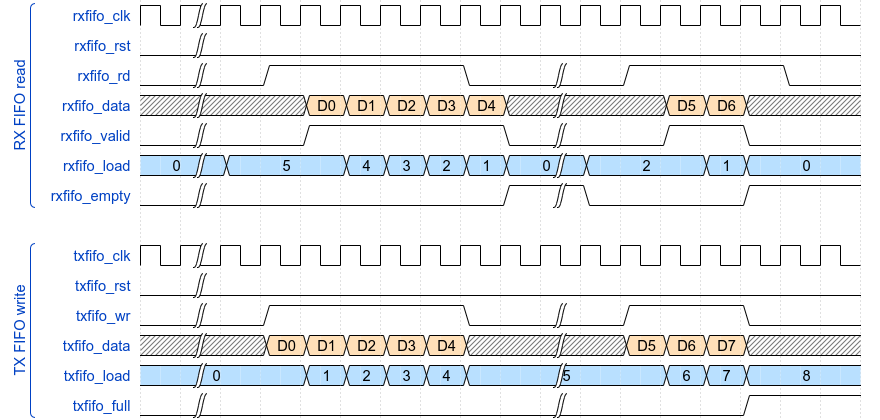 RX FIFO read
rxfifo_clk
rxfifo_rst
rxfifo_rd
rxfifo_data D0 D1 D2 D3 D4 D5 D6
rxfifo_valid
rxfifo_load 0 5 4 3 2 1 0 2 1 0
rxfifo_empty
TX FIFO write
txfifo_clk
txfifo_rst
txfifo_wr
txfifo_data D0 D1 D2 D3 D4 D5 D6 D7
txfifo_load 0 1 2 3 4 5 6 7 8
txfifo_full